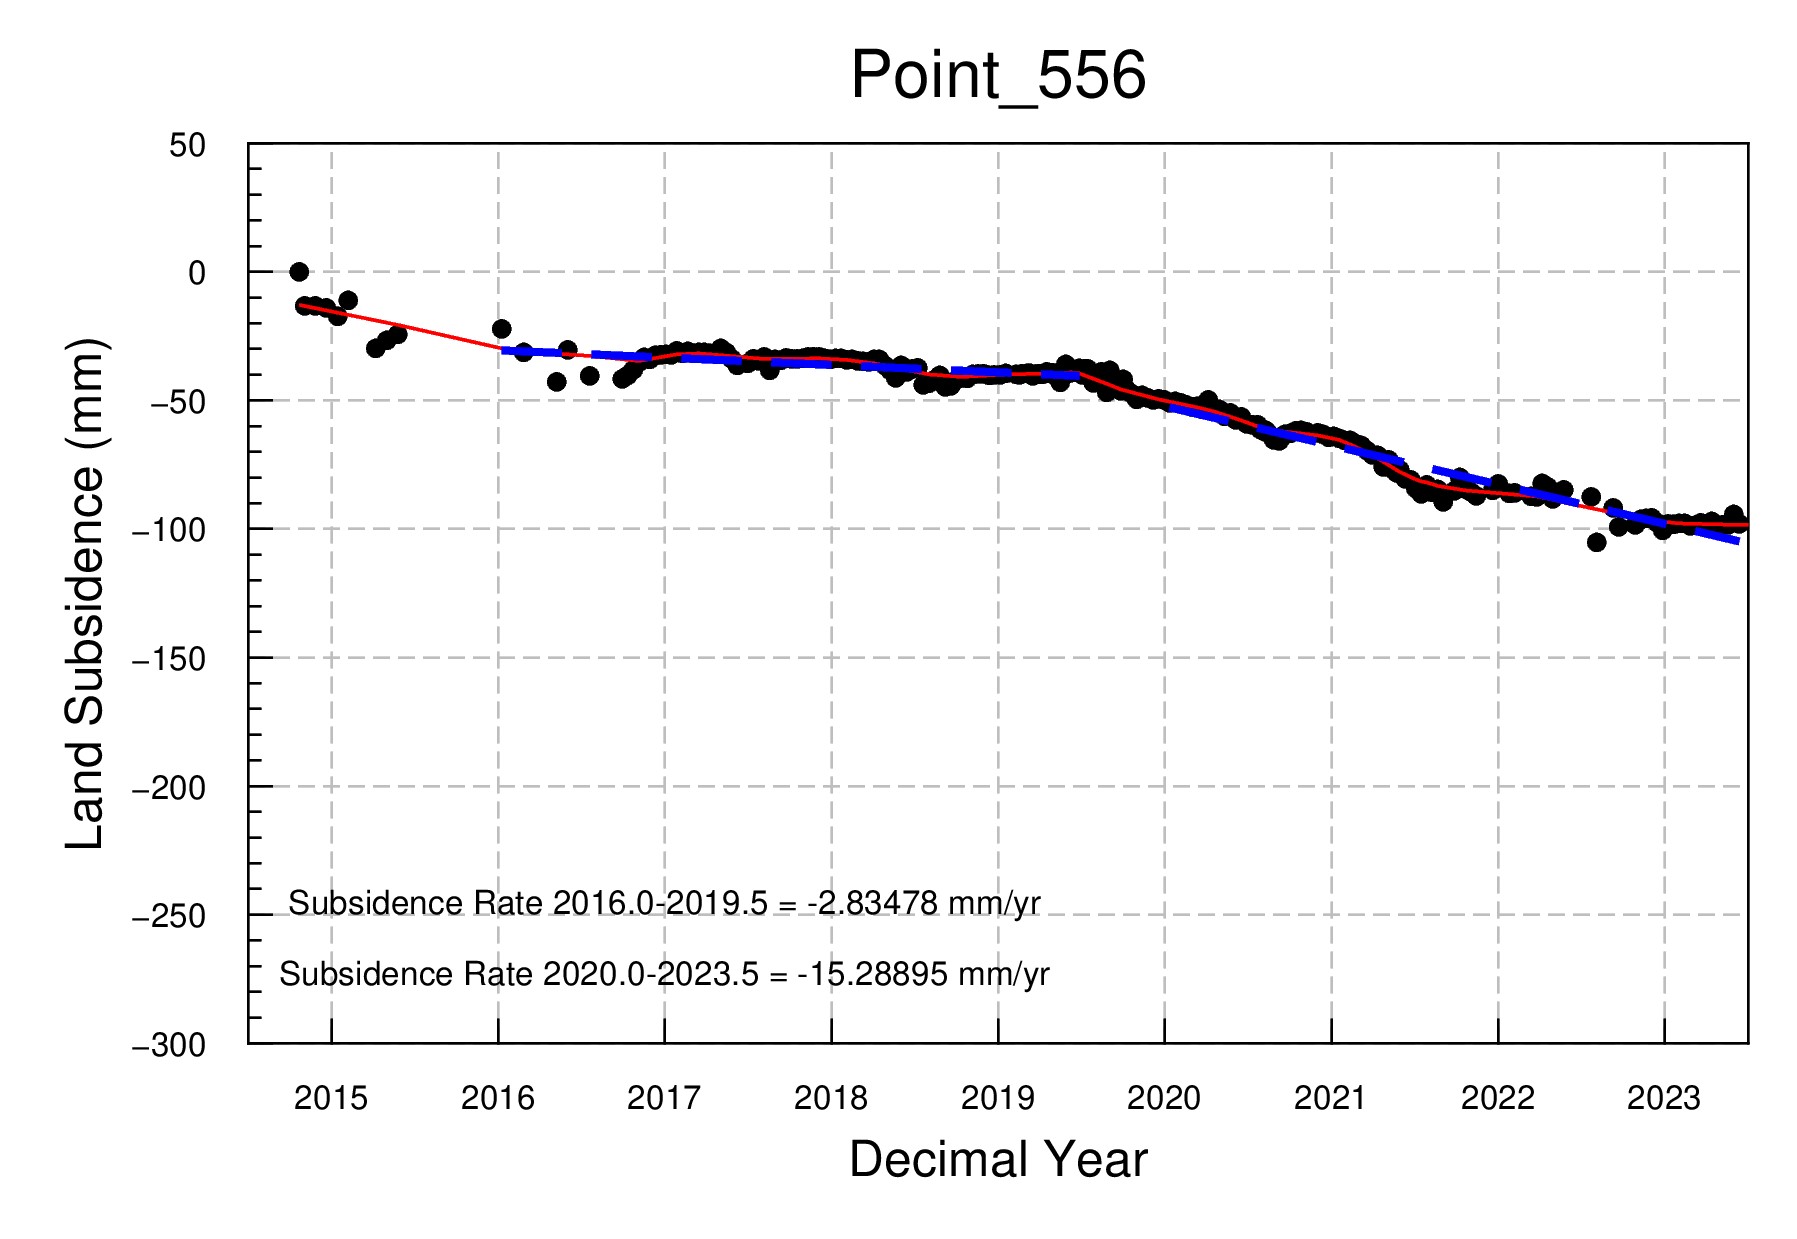 Point_556
50
0
−50
−100
−150
−200
−250
−300
Land Subsidence (mm)
Subsidence Rate 2016.0-2019.5 = -2.83478 mm/yr
Subsidence Rate 2020.0-2023.5 = -15.28895 mm/yr
2015 2016 2017 2018 2019 2020 2021 2022 2023
Decimal Year